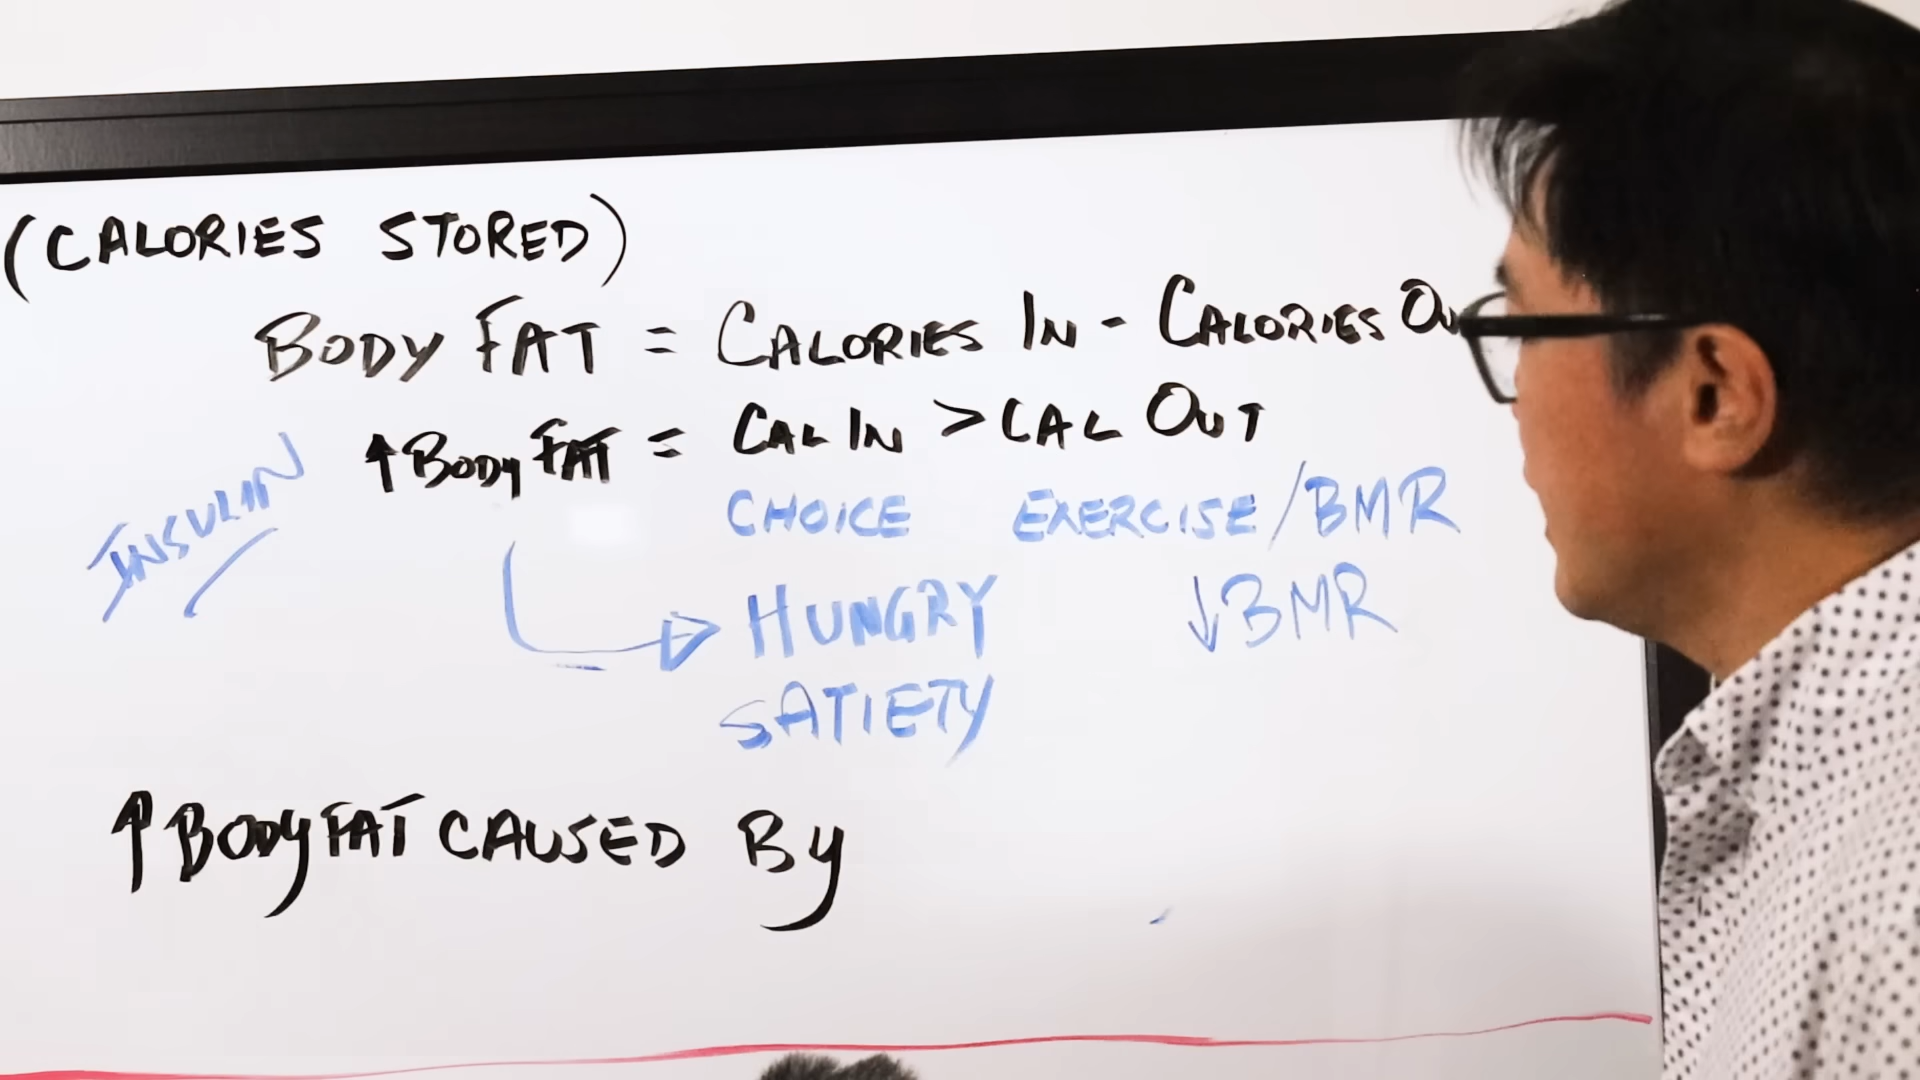 (CALORIES STORED)
BODY FAT = CALORIES IN - CALORIES OU
↑ BODY FAT = CAL IN > CAL OUT
INSULIN
CHOICE EXERCISE/BMR
HUNGRY ↓BMR
SATIETY
↑ BODY FAT CAUSED BY